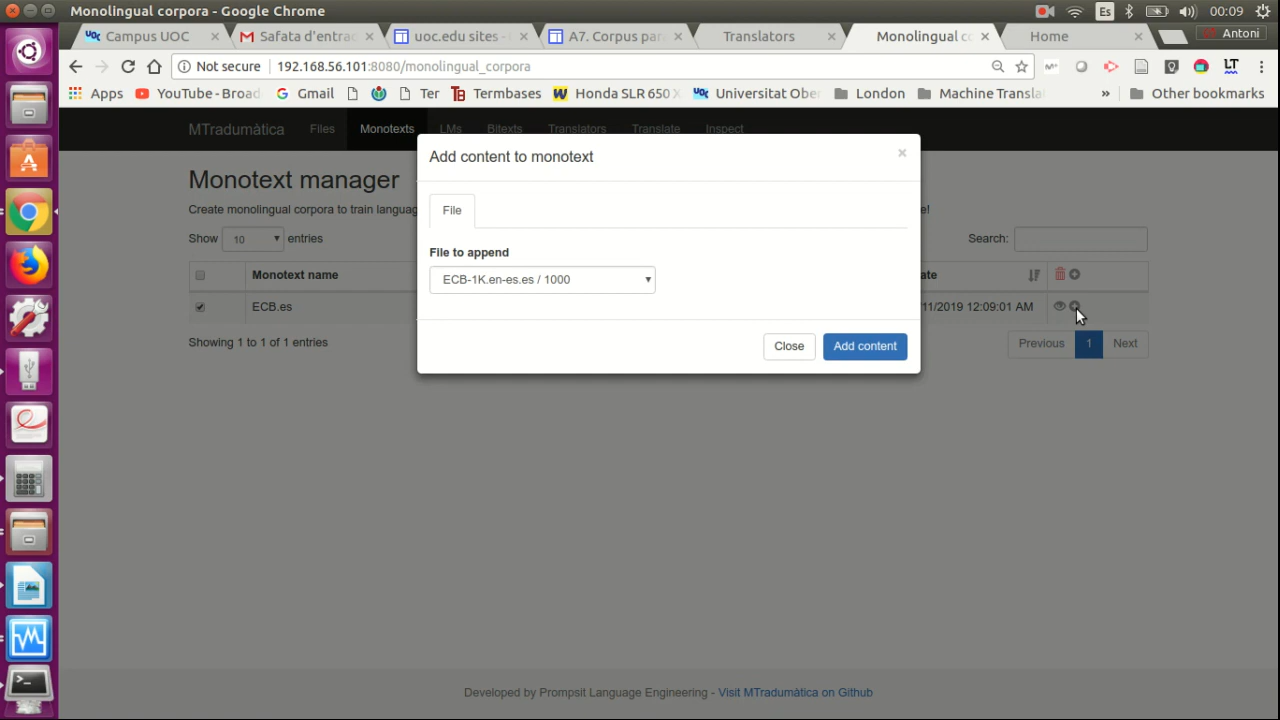 Monolingual corpora - Google Chrome
Es
00:09
Campus UOC
Safata d'entrac
uoc.edu sites -
A7. Corpus par
Translators
Monolingual co
Home
Antoni
Not secure
192.168.56.101:8080/monolingual_corpora
LT
Apps
YouTube - Broad
Gmail
Ter
Termbases
Honda SLR 650 X
Universitat Ober
London
Machine Transla
»
Other bookmarks
MTradumàtica
Files
Monotexts
LMs
Bitexts
Translators
Translate
Inspect
Add content to monotext
×
Monotext manager
Create monolingual corpora to train languag
e!
File
Show
10
entries
Search:
File to append
Monotext name
ate
ECB-1K.en-es.es / 1000
ECB.es
/11/2019 12:09:01 AM
Showing 1 to 1 of 1 entries
Close
Add content
Previous
1
Next
Developed by Prompsit Language Engineering - Visit MTradumàtica on Github